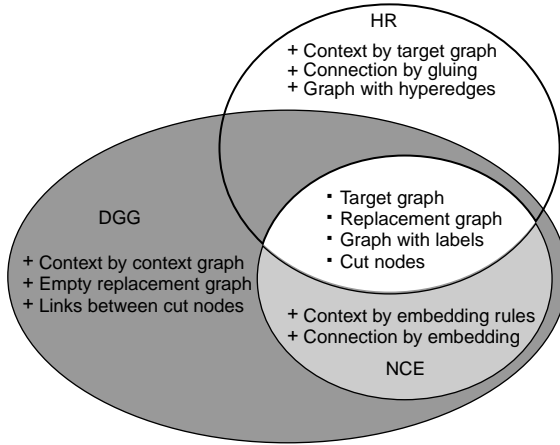 HR
+ Context by target graph
+ Connection by gluing
+ Graph with hyperedges
DGG
+ Context by context graph
+ Empty replacement graph
+ Links between cut nodes
· Target graph
· Replacement graph
· Graph with labels
· Cut nodes
+ Context by embedding rules
+ Connection by embedding
NCE